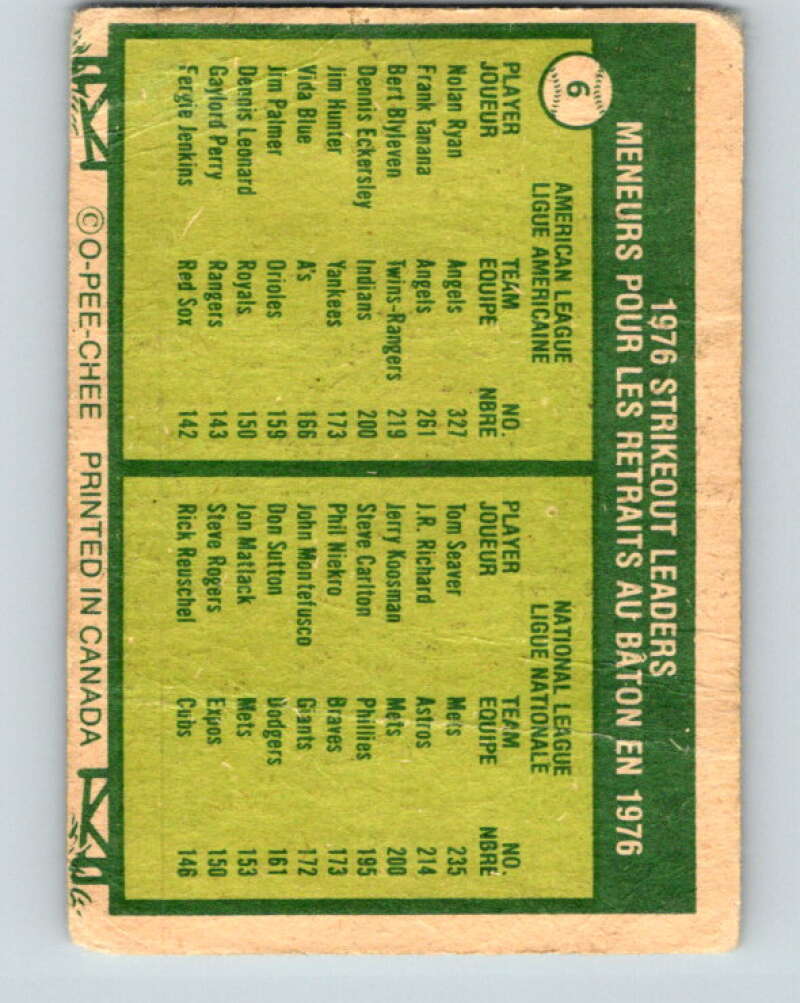 1976 STRIKEOUT LEADERS
MENEURS POUR LES RETRAITS AU BÂTON EN 1976
6
AMERICAN LEAGUE
LIGUE AMERICAINE
PLAYER TEAM NO.
JOUEUR EQUIPE NBRE
Nolan Ryan Angels 327
Frank Tanana Angels 261
Bert Blyleven Twins-Rangers 219
Dennis Eckersley Indians 200
Jim Hunter Yankees 173
Vida Blue A's 166
Jim Palmer Orioles 159
Dennis Leonard Royals 150
Gaylord Perry Rangers 143
Fergie Jenkins Red Sox 142
NATIONAL LEAGUE
LIGUE NATIONALE
PLAYER TEAM NO.
JOUEUR EQUIPE NBRE
Tom Seaver Mets 235
J.R. Richard Astros 214
Jerry Koosman Mets 200
Steve Carlton Phillies 195
Phil Niekro Braves 173
John Montefusco Giants 172
Don Sutton Dodgers 161
Jon Matlack Mets 153
Steve Rogers Expos 150
Rick Reuschel Cubs 146
©O-PEE-CHEE PRINTED IN CANADA